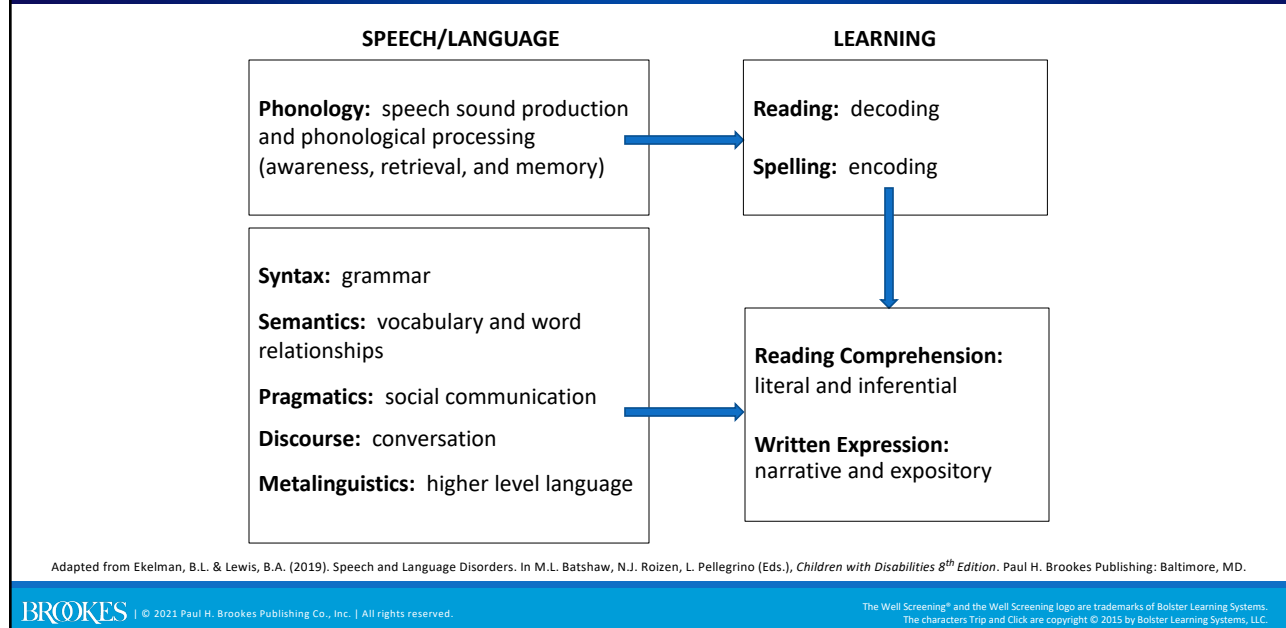 SPEECH/LANGUAGE
Phonology: speech sound production
and phonological processing
(awareness, retrieval, and memory)
Syntax: grammar
Semantics: vocabulary and word
relationships
Pragmatics: social communication
Discourse: conversation
Metalinguistics: higher level language
LEARNING
Reading: decoding
Spelling: encoding
Reading Comprehension:
literal and inferential
Written Expression:
narrative and expository
Adapted from Ekelman, B.L. & Lewis, B.A. (2019). Speech and Language Disorders. In M.L. Batshaw, N.J. Roizen, L. Pellegrino (Eds.), Children with Disabilities 8th Edition. Paul H. Brookes Publishing: Baltimore, MD.
BROOKES | © 2021 Paul H. Brookes Publishing Co., Inc. | All rights reserved.
The Well Screening® and the Well Screening logo are trademarks of Bolster Learning Systems.
The characters Trip and Click are copyright © 2015 by Bolster Learning Systems, LLC.